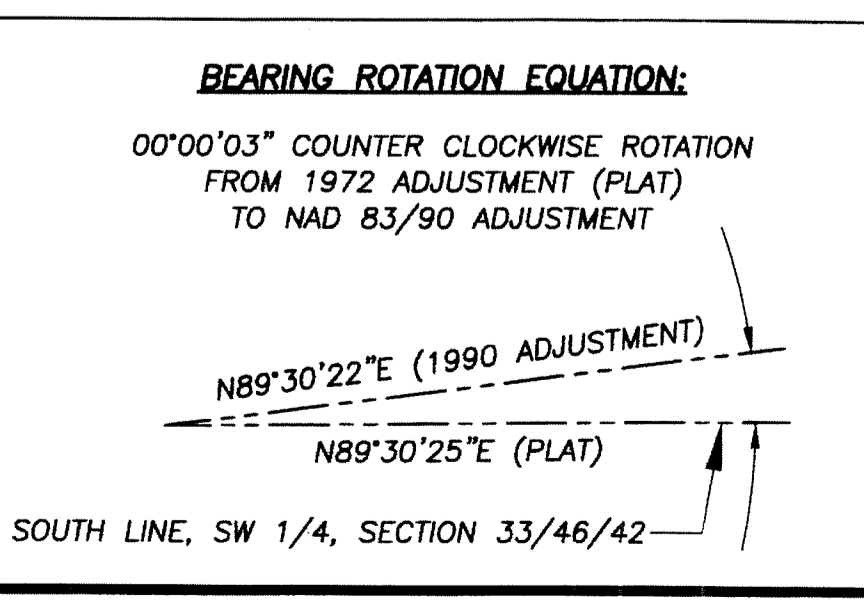 BEARING ROTATION EQUATION:
00°00'03" COUNTER CLOCKWISE ROTATION
FROM 1972 ADJUSTMENT (PLAT)
TO NAD 83/90 ADJUSTMENT
N89°30'22"E (1990 ADJUSTMENT)
N89°30'25"E (PLAT)
SOUTH LINE, SW 1/4, SECTION 33/46/42